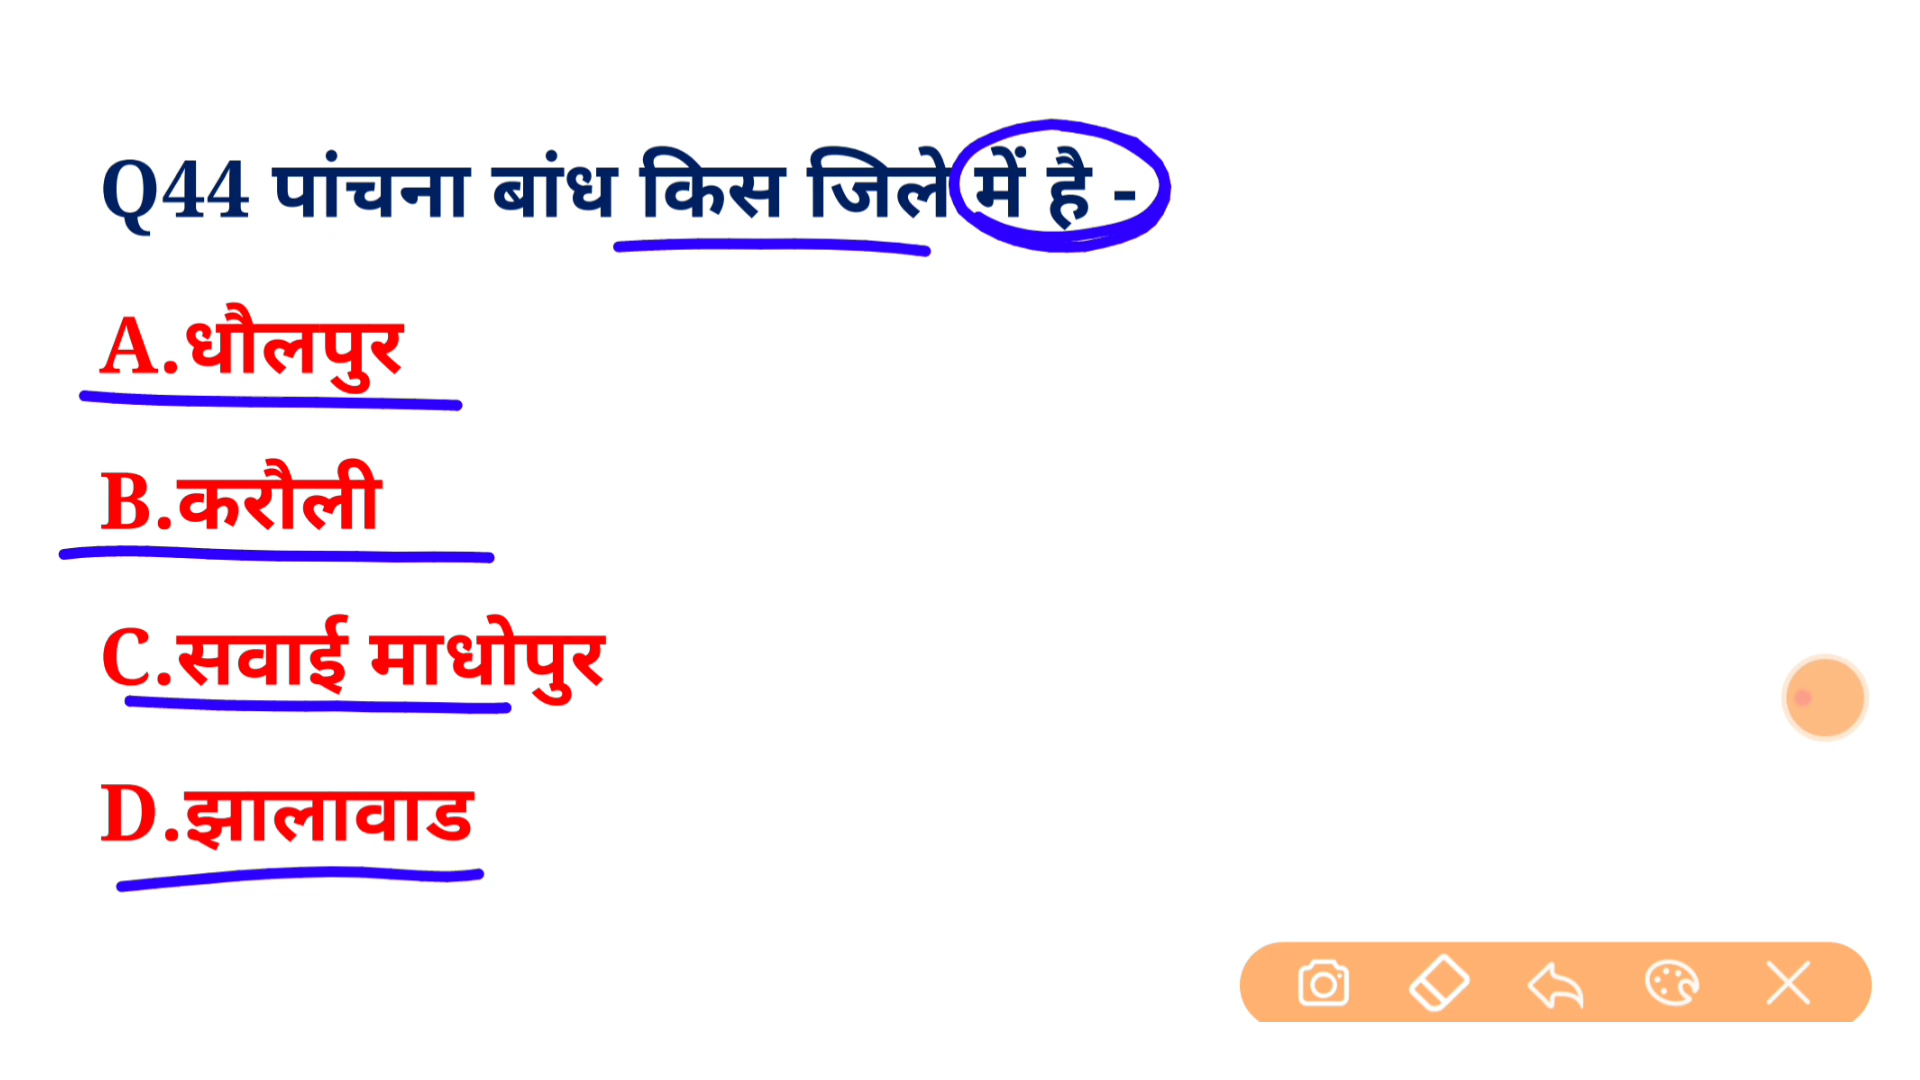 Q44 पांचना बांध किस जिले में है -
A.धौलपुर
B.करौली
C.सवाई माधोपुर
D.झालावाड